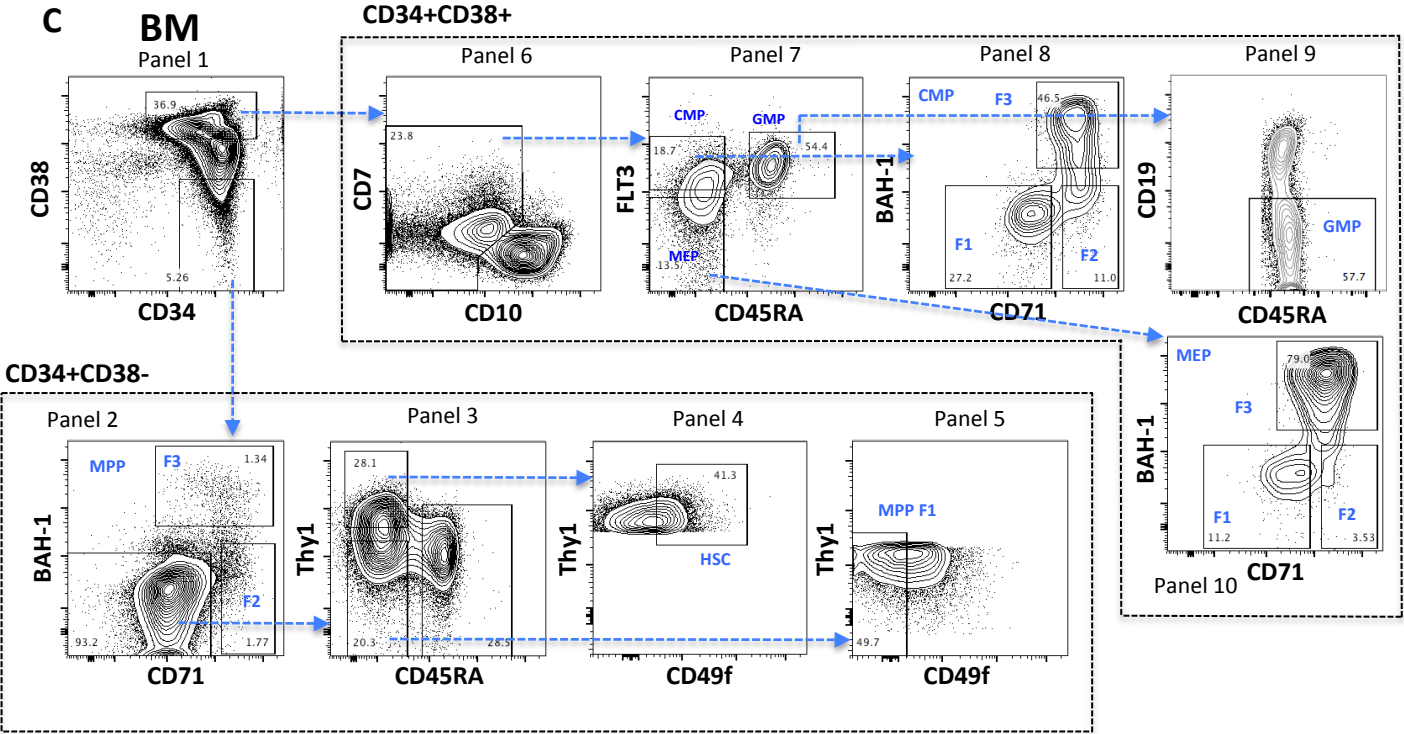 C
BM
CD34+CD38+
Panel 1
36.9
5.26
CD38
CD34
Panel 6
23.8
CD7
CD10
Panel 7
CMP
GMP
18.7
54.4
MEP
13.5
FLT3
CD45RA
Panel 8
CMP
F3
46.5
F1
F2
27.2
11.0
BAH-1
CD71
Panel 9
GMP
57.7
CD19
CD45RA
MEP
79.0
F3
F1
F2
11.2
3.53
BAH-1
CD71
Panel 10
CD34+CD38-
Panel 2
MPP
F3
1.34
F2
93.2
1.77
BAH-1
CD71
Panel 3
28.1
20.3
28.5
Thy1
CD45RA
Panel 4
41.3
HSC
Thy1
CD49f
Panel 5
MPP F1
49.7
Thy1
CD49f